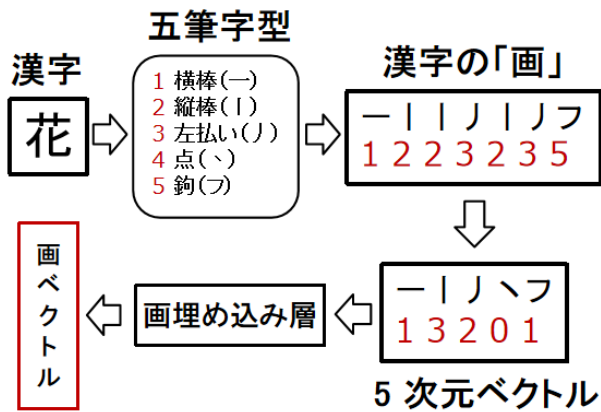 五筆字型
漢字
花
1 横棒(一)
2 縦棒(丨)
3 左払い(丿)
4 点(丶)
5 鉤(フ)
漢字の「画」
一丨丨丿丨丿フ
1 2 2 3 2 3 5
一丨丿丶フ
1 3 2 0 1
5 次元ベクトル
画埋め込み層
画ベクトル